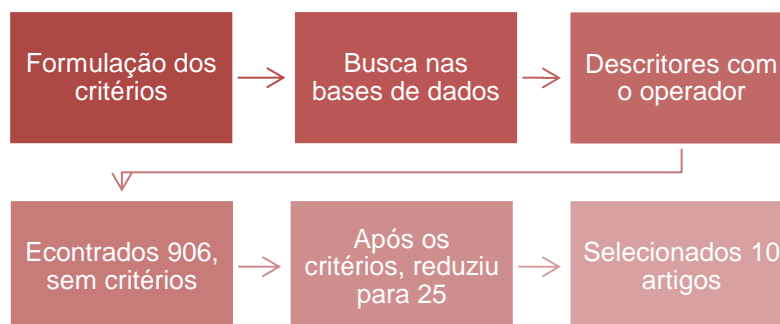 Formulação dos
critérios
Busca nas
bases de dados
Descritores com
o operador
Econtrados 906,
sem critérios
Após os
critérios, reduziu
para 25
Selecionados 10
artigos